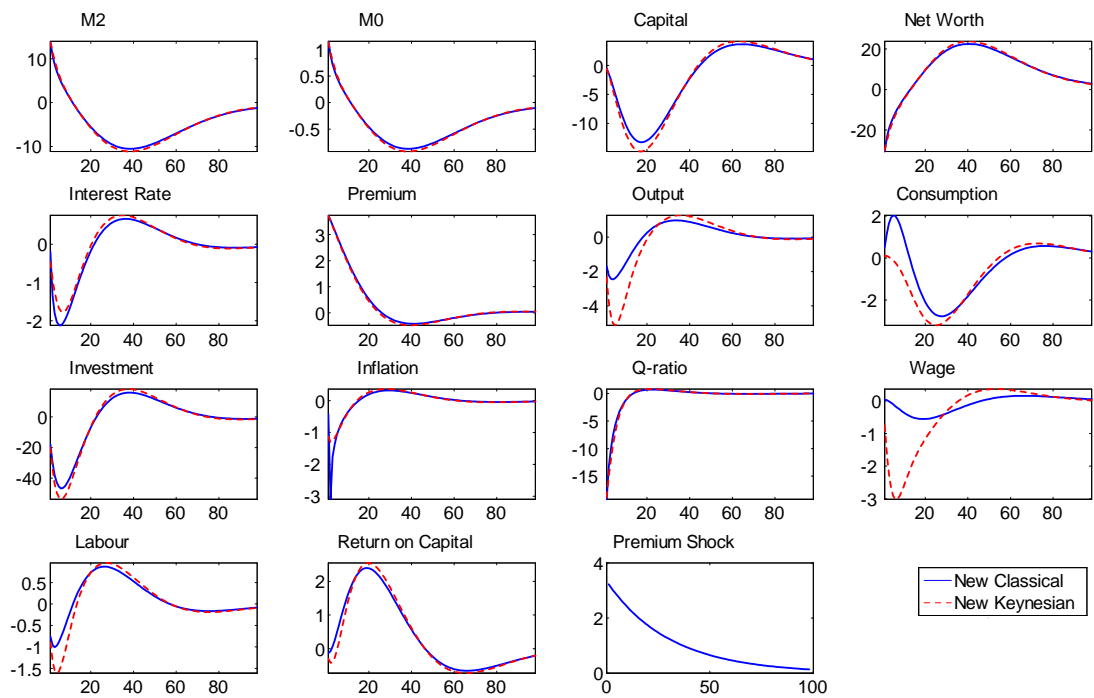 M2
M0
Capital
Net Worth
10
0
-10
20 40 60 80
1
0.5
0
-0.5
20 40 60 80
0
-5
-10
20 40 60 80
20
0
-20
20 40 60 80
Interest Rate
Premium
Output
Consumption
0
-1
-2
20 40 60 80
3
2
1
0
20 40 60 80
0
-2
-4
20 40 60 80
2
0
-2
20 40 60 80
Investment
Inflation
Q-ratio
Wage
0
-20
-40
20 40 60 80
0
-1
-2
-3
20 40 60 80
0
-5
-10
-15
20 40 60 80
0
-1
-2
-3
20 40 60 80
Labour
Return on Capital
Premium Shock
0.5
0
-0.5
-1
-1.5
20 40 60 80
2
1
0
20 40 60 80
4
2
0
0 50 100
New Classical
New Keynesian